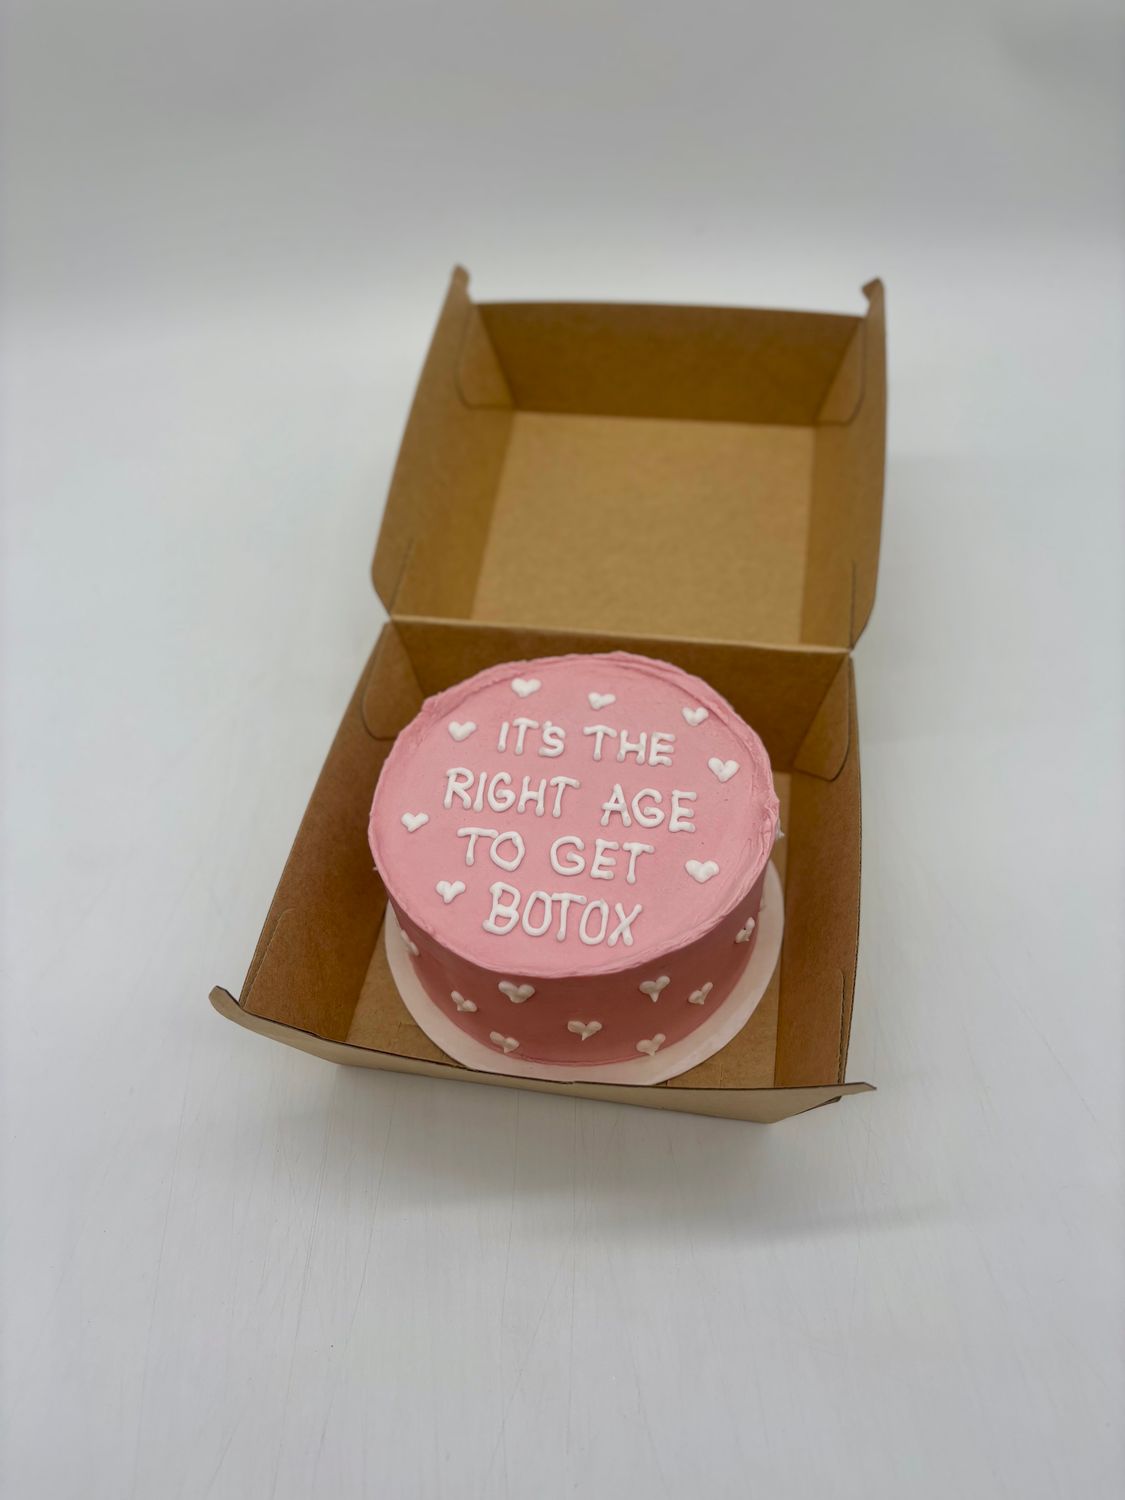 IT'S THE
RIGHT AGE
TO GET
BOTOX